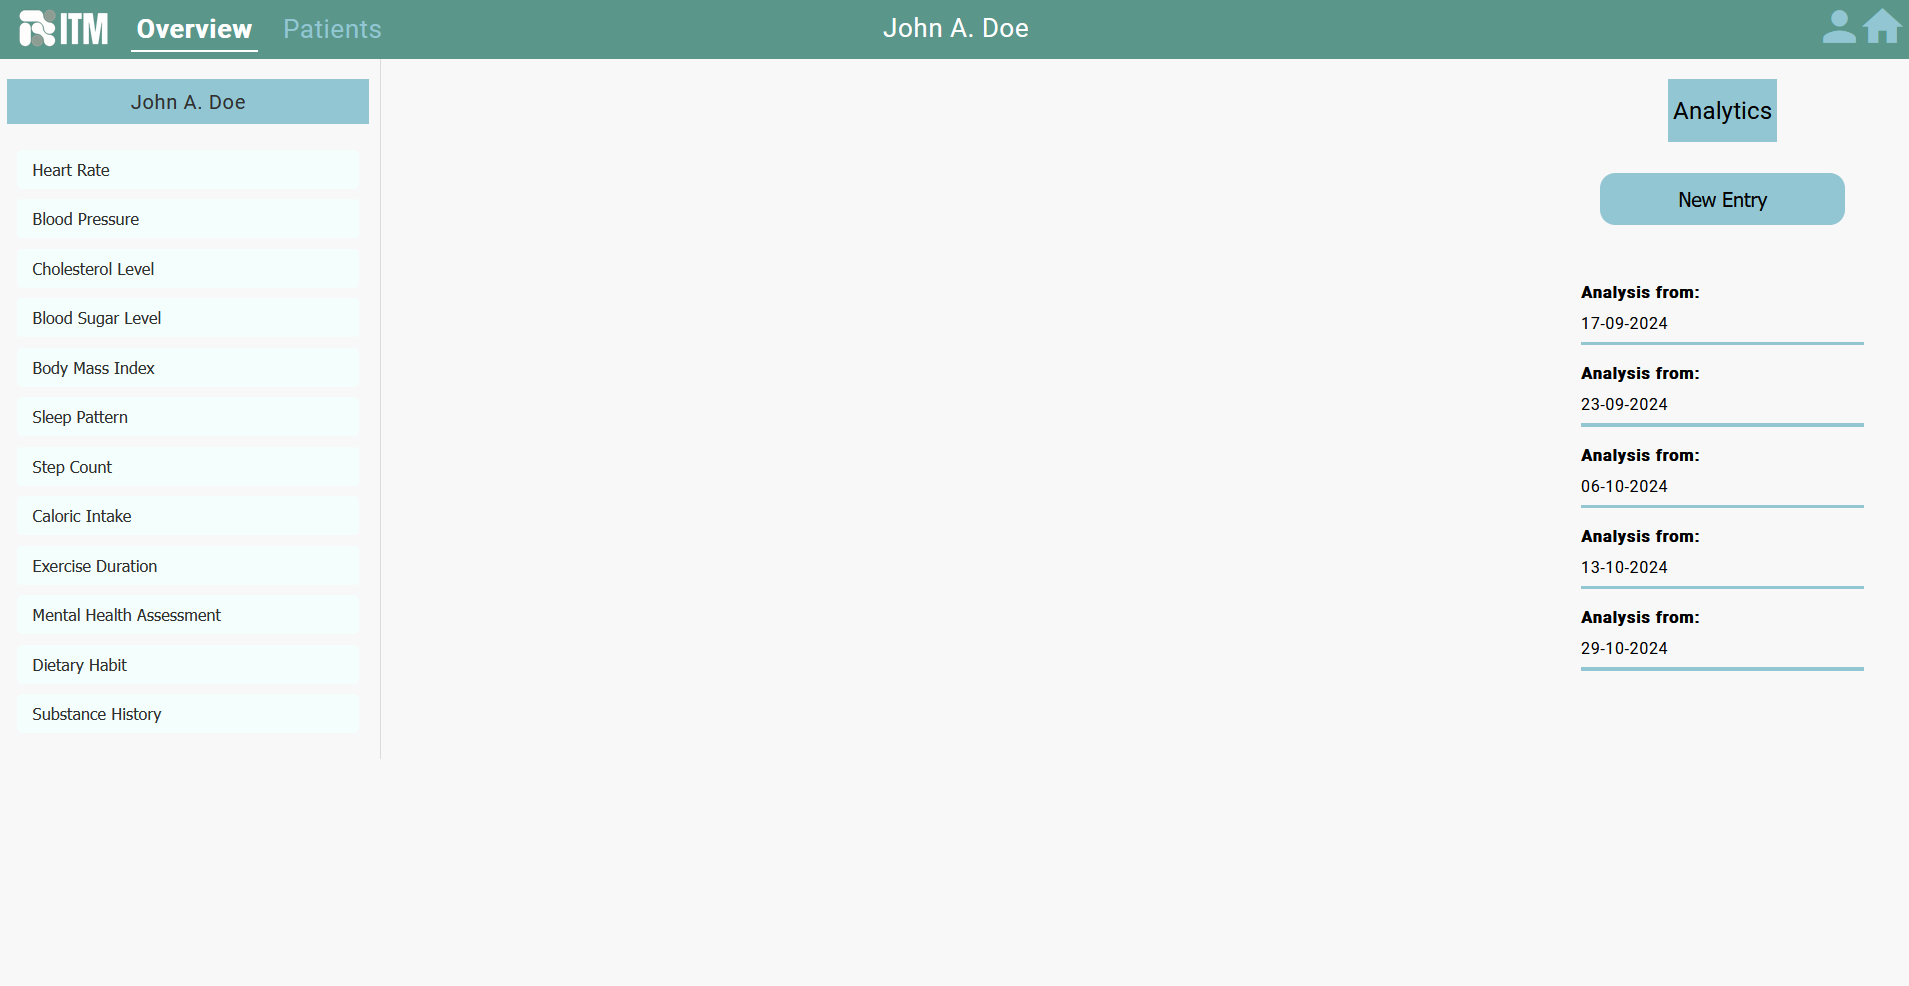 ITM
Overview
Patients
John A. Doe
John A. Doe
Heart Rate
Blood Pressure
Cholesterol Level
Blood Sugar Level
Body Mass Index
Sleep Pattern
Step Count
Caloric Intake
Exercise Duration
Mental Health Assessment
Dietary Habit
Substance History
Analytics
New Entry
Analysis from:
17-09-2024
Analysis from:
23-09-2024
Analysis from:
06-10-2024
Analysis from:
13-10-2024
Analysis from:
29-10-2024